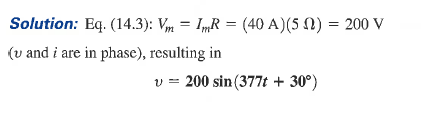 Solution: Eq. (14.3): Vₘ = IₘR = (40 A)(5 Ω) = 200 V
(v and i are in phase), resulting in
v = 200 sin(377t + 30°)